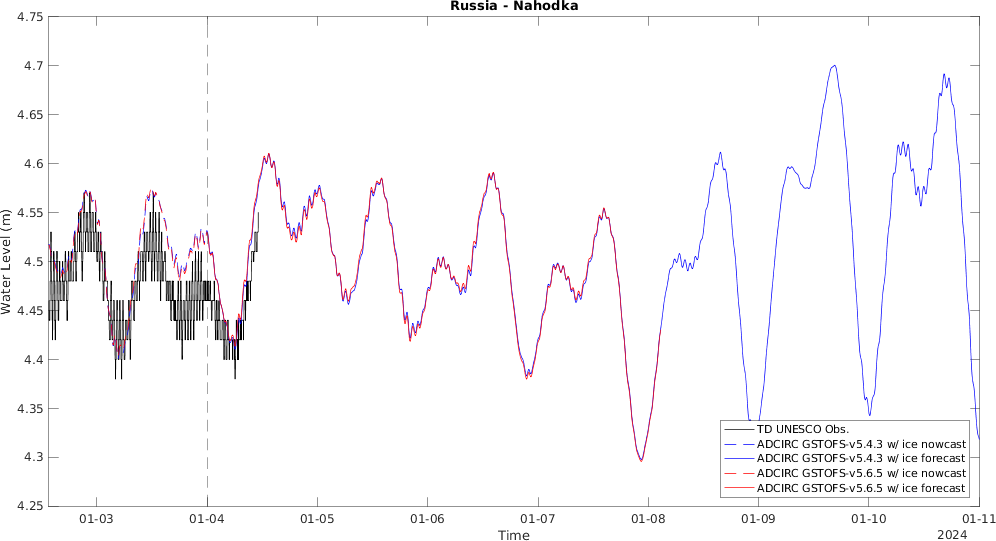 Russia - Nahodka
Water Level (m)
4.75
4.7
4.65
4.6
4.55
4.5
4.45
4.4
4.35
4.3
4.25
TD UNESCO Obs.
ADCIRC GSTOFS-v5.4.3 w/ ice nowcast
ADCIRC GSTOFS-v5.4.3 w/ ice forecast
ADCIRC GSTOFS-v5.6.5 w/ ice nowcast
ADCIRC GSTOFS-v5.6.5 w/ ice forecast
01-03 01-04 01-05 01-06 01-07 01-08 01-09 01-10 01-11
Time
2024